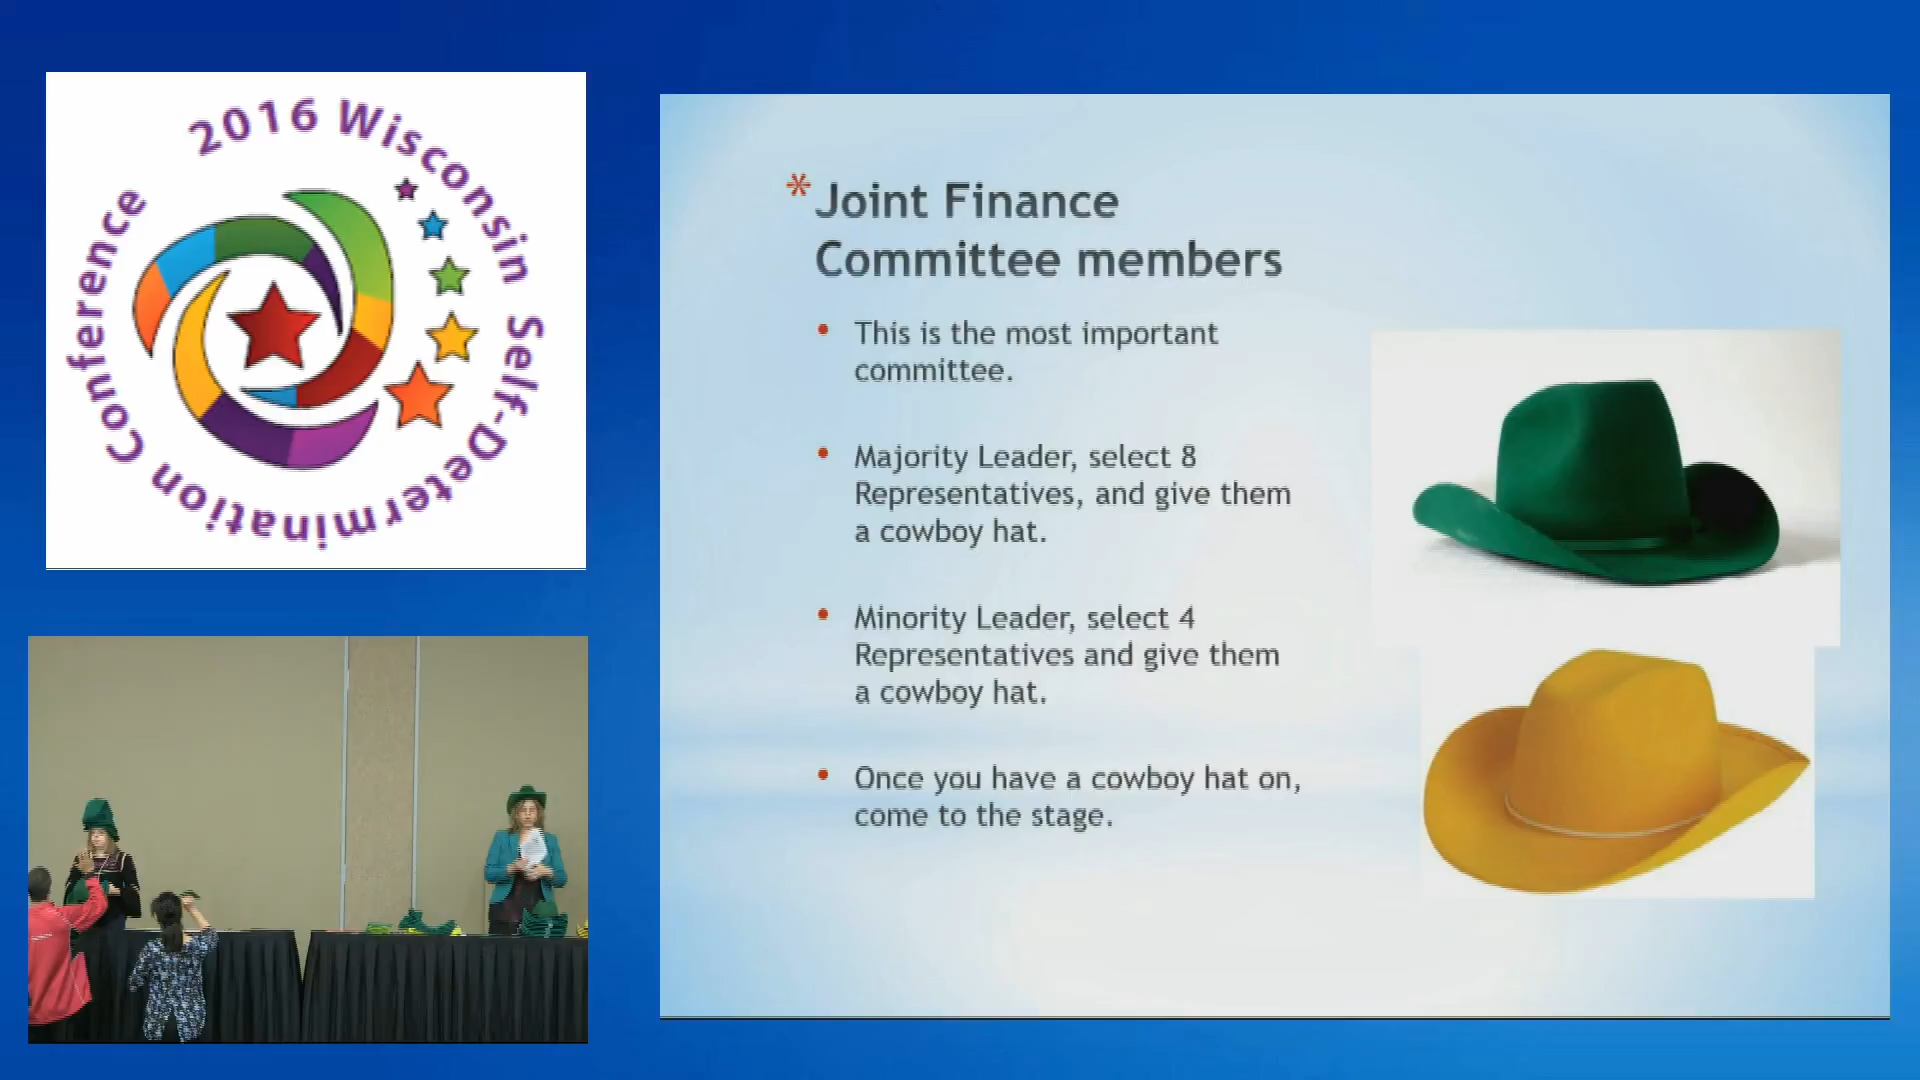 2016 Wisconsin Self-Determination Conference
* Joint Finance
Committee members
• This is the most important
committee.
• Majority Leader, select 8
Representatives, and give them
a cowboy hat.
• Minority Leader, select 4
Representatives and give them
a cowboy hat.
• Once you have a cowboy hat on,
come to the stage.